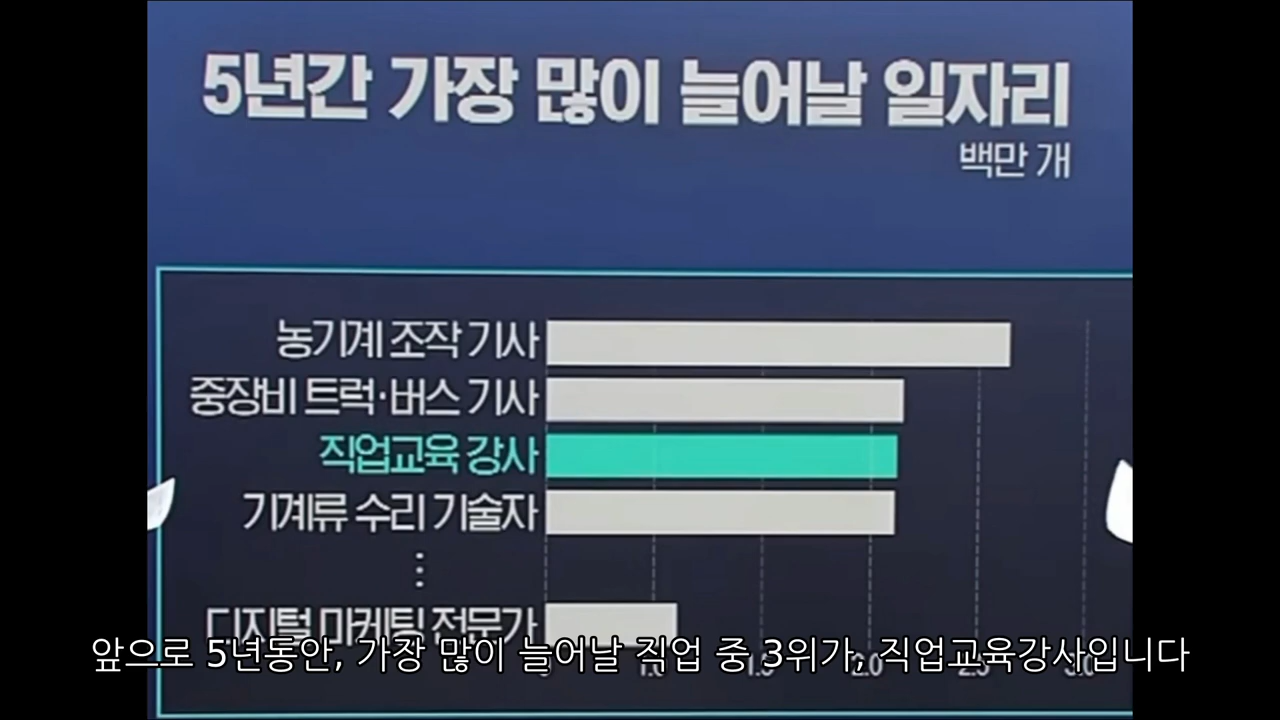 5년간 가장 많이 늘어날 일자리
백만 개
농기계 조작 기사
중장비 트럭·버스 기사
직업교육 강사
기계류 수리 기술자
⋮
디지털 마케팅 전문가
앞으로 5년동안, 가장 많이 늘어날 직업 중 3위가, 직업교육강사입니다